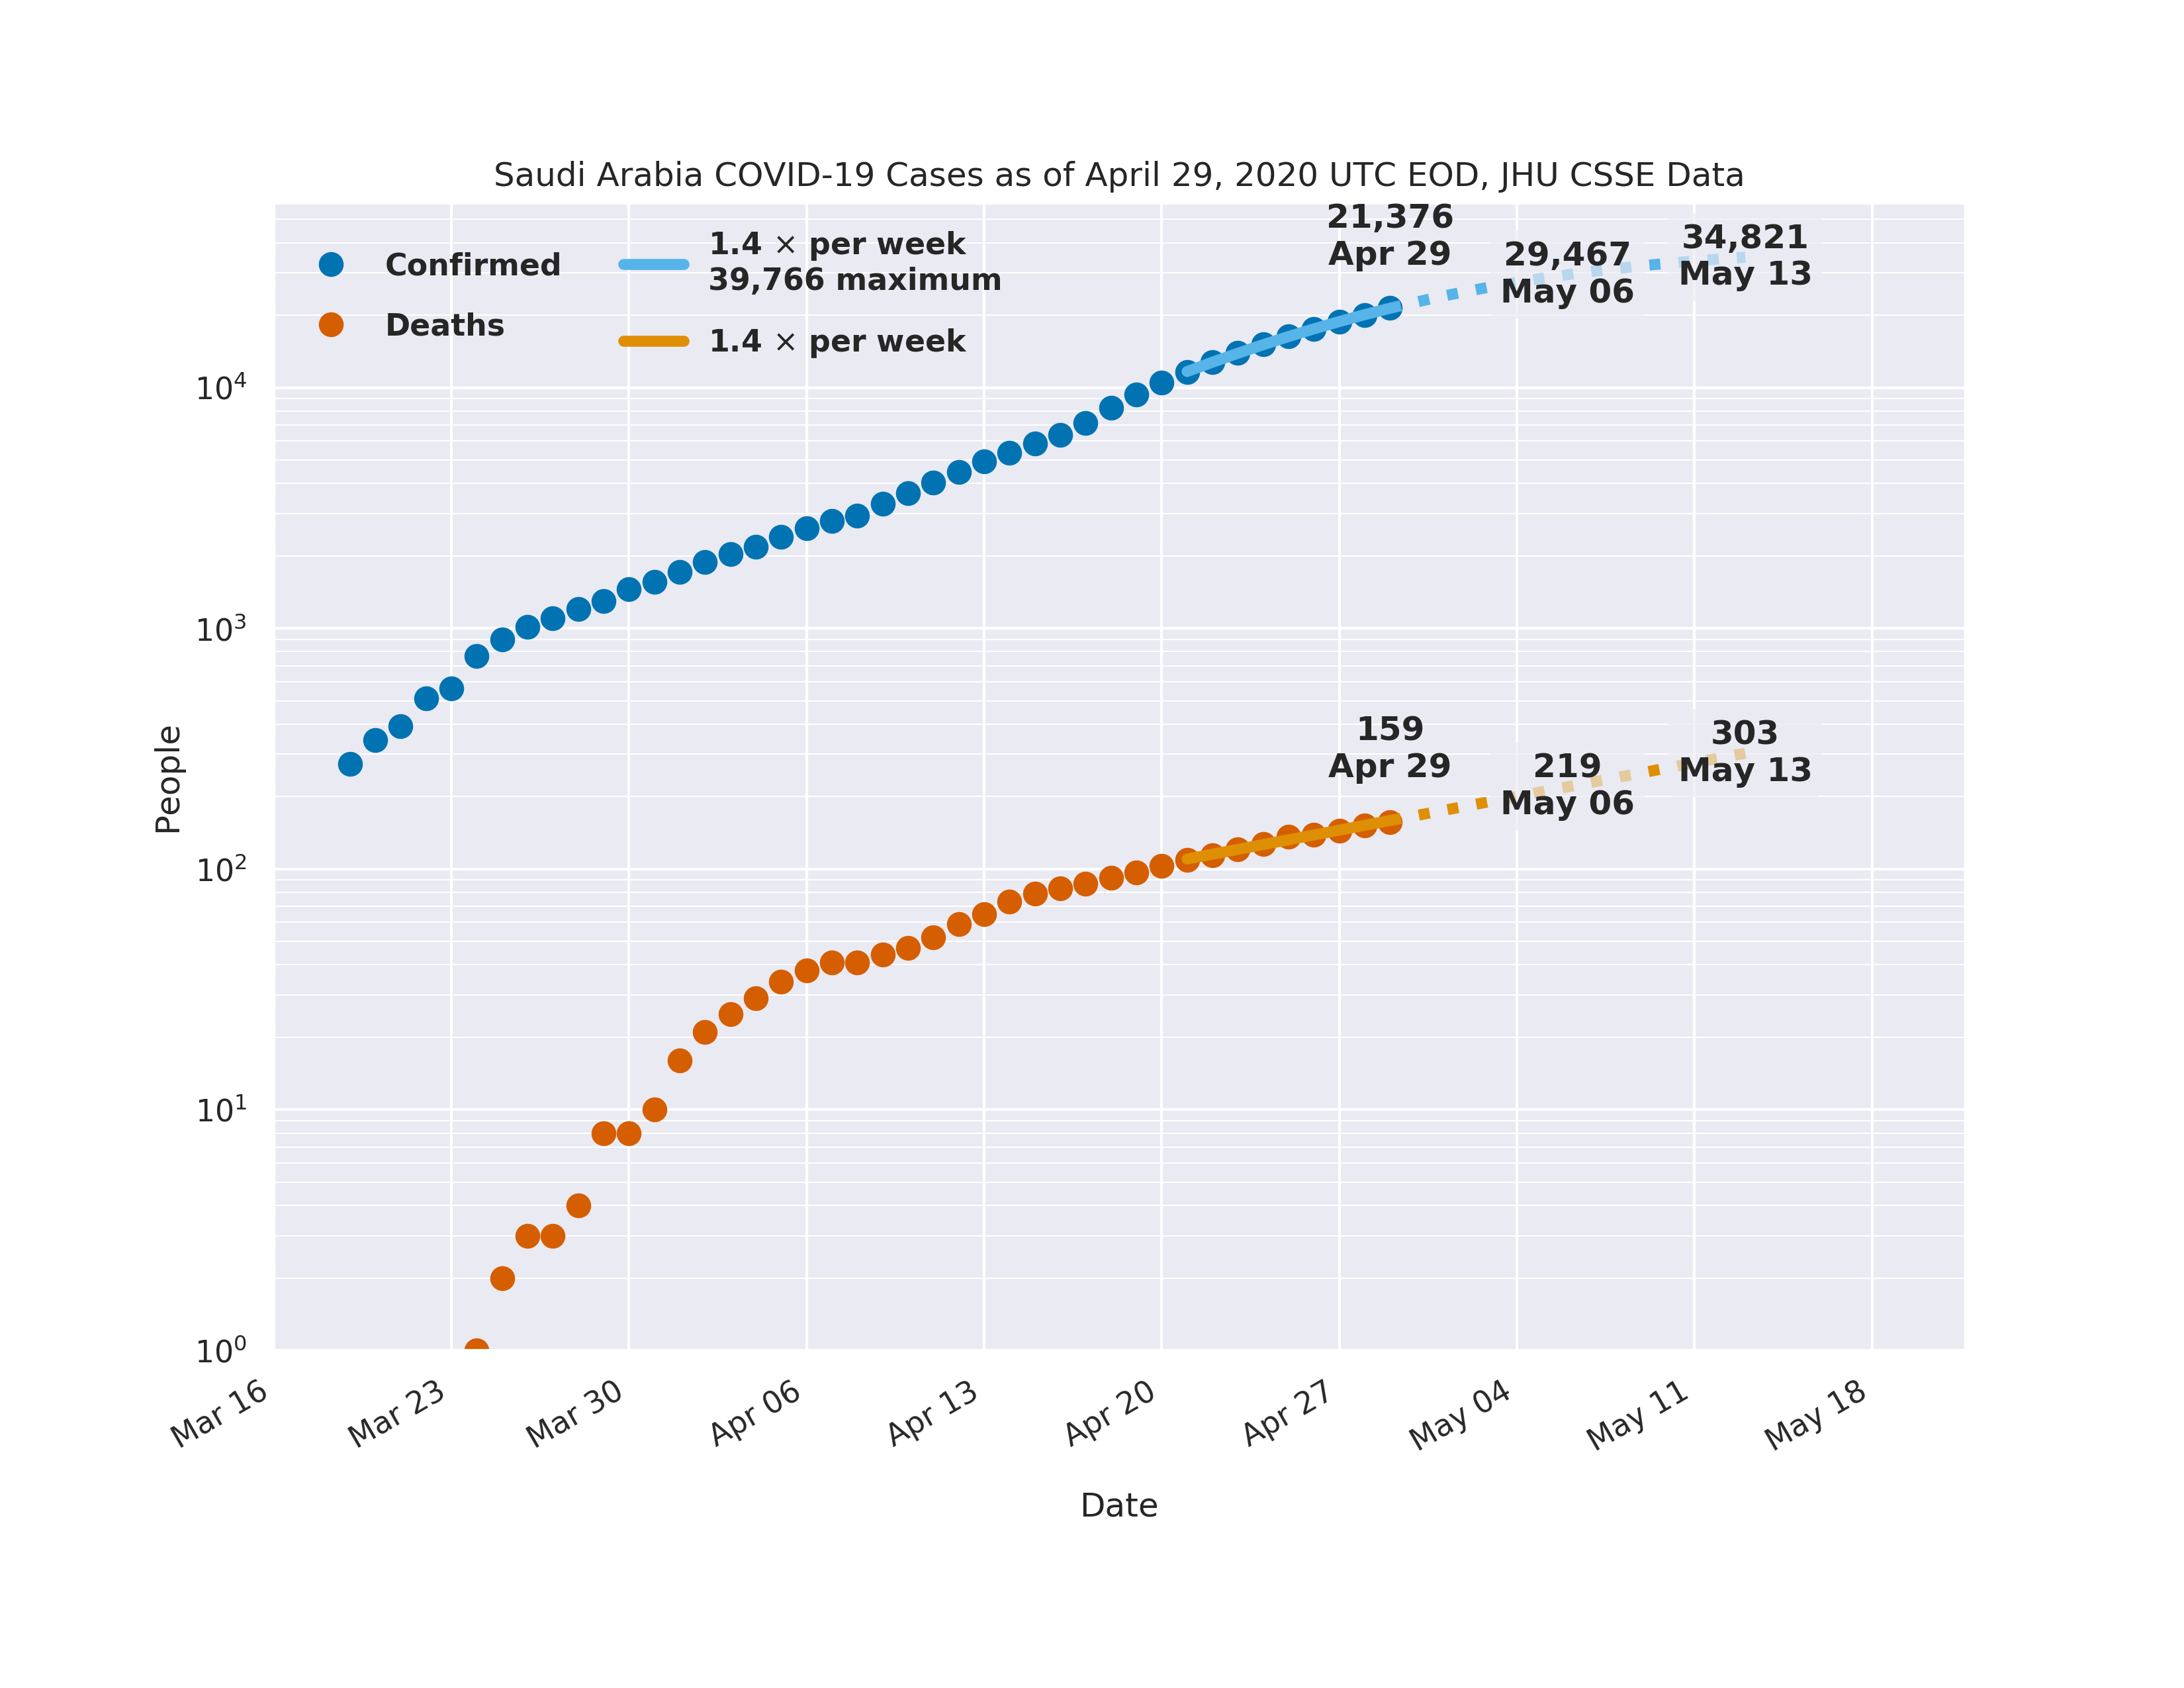 Saudi Arabia COVID-19 Cases as of April 29, 2020 UTC EOD, JHU CSSE Data
Confirmed
Deaths
1.4 × per week
39,766 maximum
1.4 × per week
21,376
Apr 29
29,467
May 06
34,821
May 13
159
Apr 29
219
May 06
303
May 13
People
10⁴
10³
10²
10¹
10⁰
Mar 16
Mar 23
Mar 30
Apr 06
Apr 13
Apr 20
Apr 27
May 04
May 11
May 18
Date